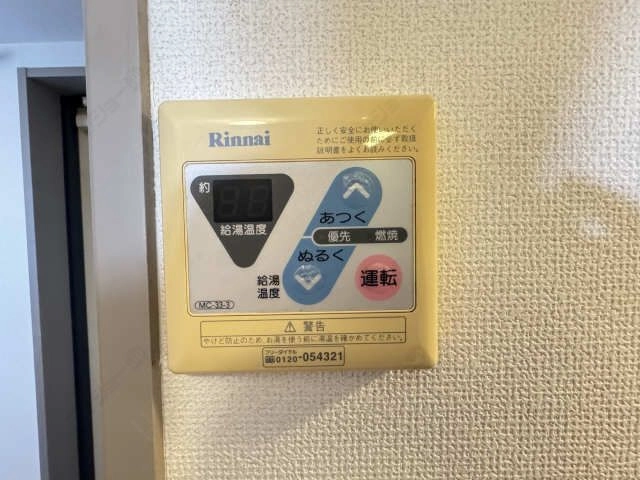 Rinnai
正しく安全にお使いいただく
ためにご使用の前に必ず取扱
説明書をよくお読みください。
約
給湯温度
あつく
優先 燃焼
ぬるく
給湯
温度
運転
MC-33-3
⚠ 警告
やけど防止のため、お湯を使う前に湯温を確かめてください。
フリーダイヤル
0120-054321